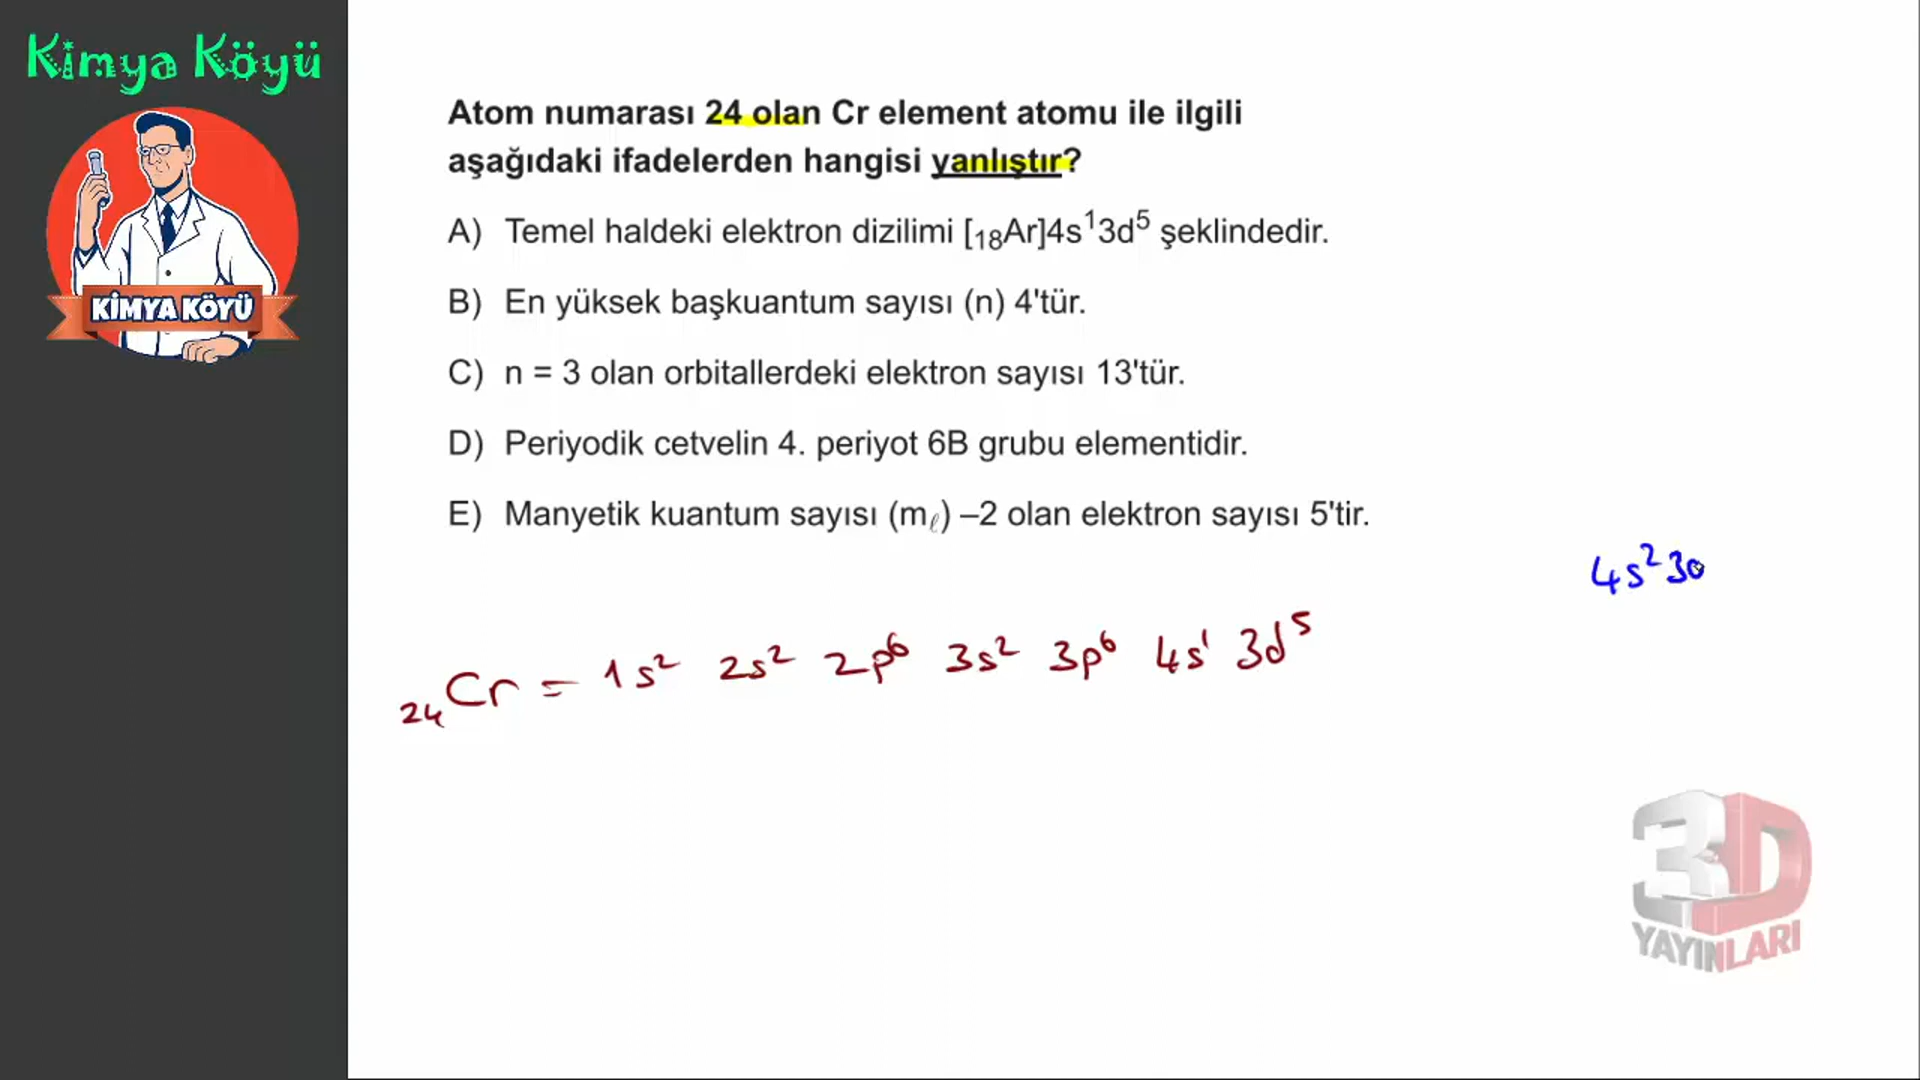 Kimya Köyü
KİMYA KÖYÜ
Atom numarası 24 olan Cr element atomu ile ilgili
aşağıdaki ifadelerden hangisi yanlıştır?
A) Temel haldeki elektron dizilimi [₁₈Ar]4s¹3d⁵ şeklindedir.
B) En yüksek başkuantum sayısı (n) 4'tür.
C) n = 3 olan orbitallerdeki elektron sayısı 13'tür.
D) Periyodik cetvelin 4. periyot 6B grubu elementidir.
E) Manyetik kuantum sayısı (mℓ) –2 olan elektron sayısı 5'tir.
4s² 3
₂₄Cr = 1s² 2s² 2p⁶ 3s² 3p⁶ 4s¹ 3d⁵
3D
YAYINLARI